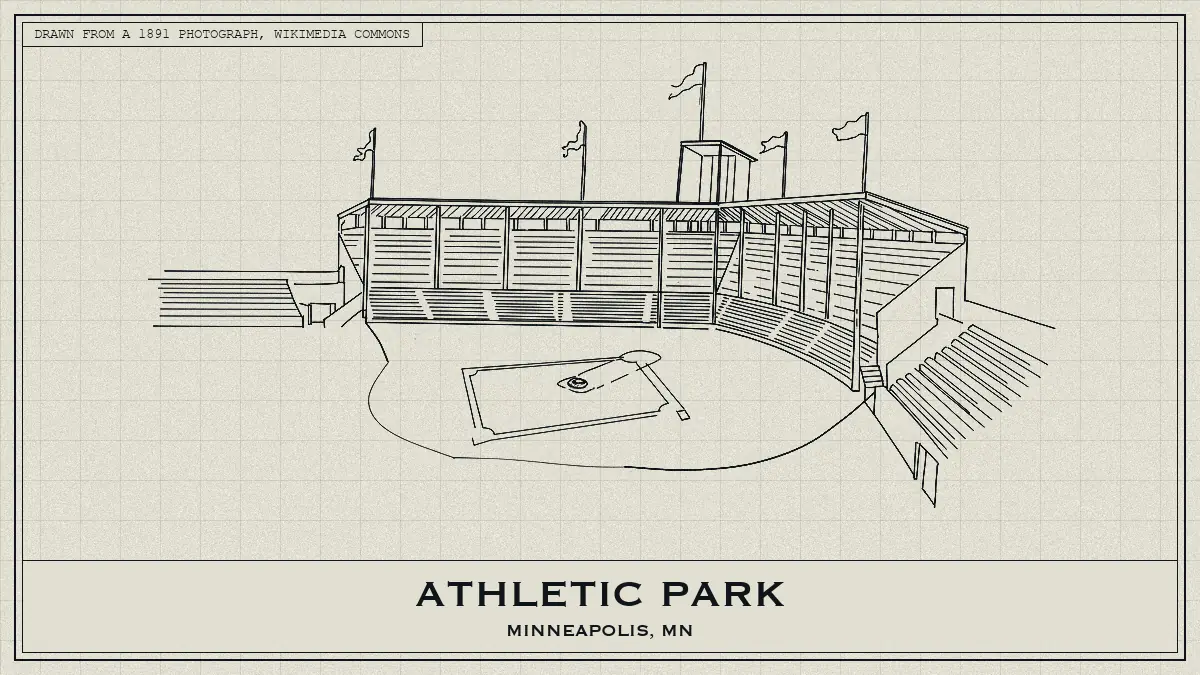 DRAWN FROM A 1891 PHOTOGRAPH, WIKIMEDIA COMMONS
ATHLETIC PARK
MINNEAPOLIS, MN